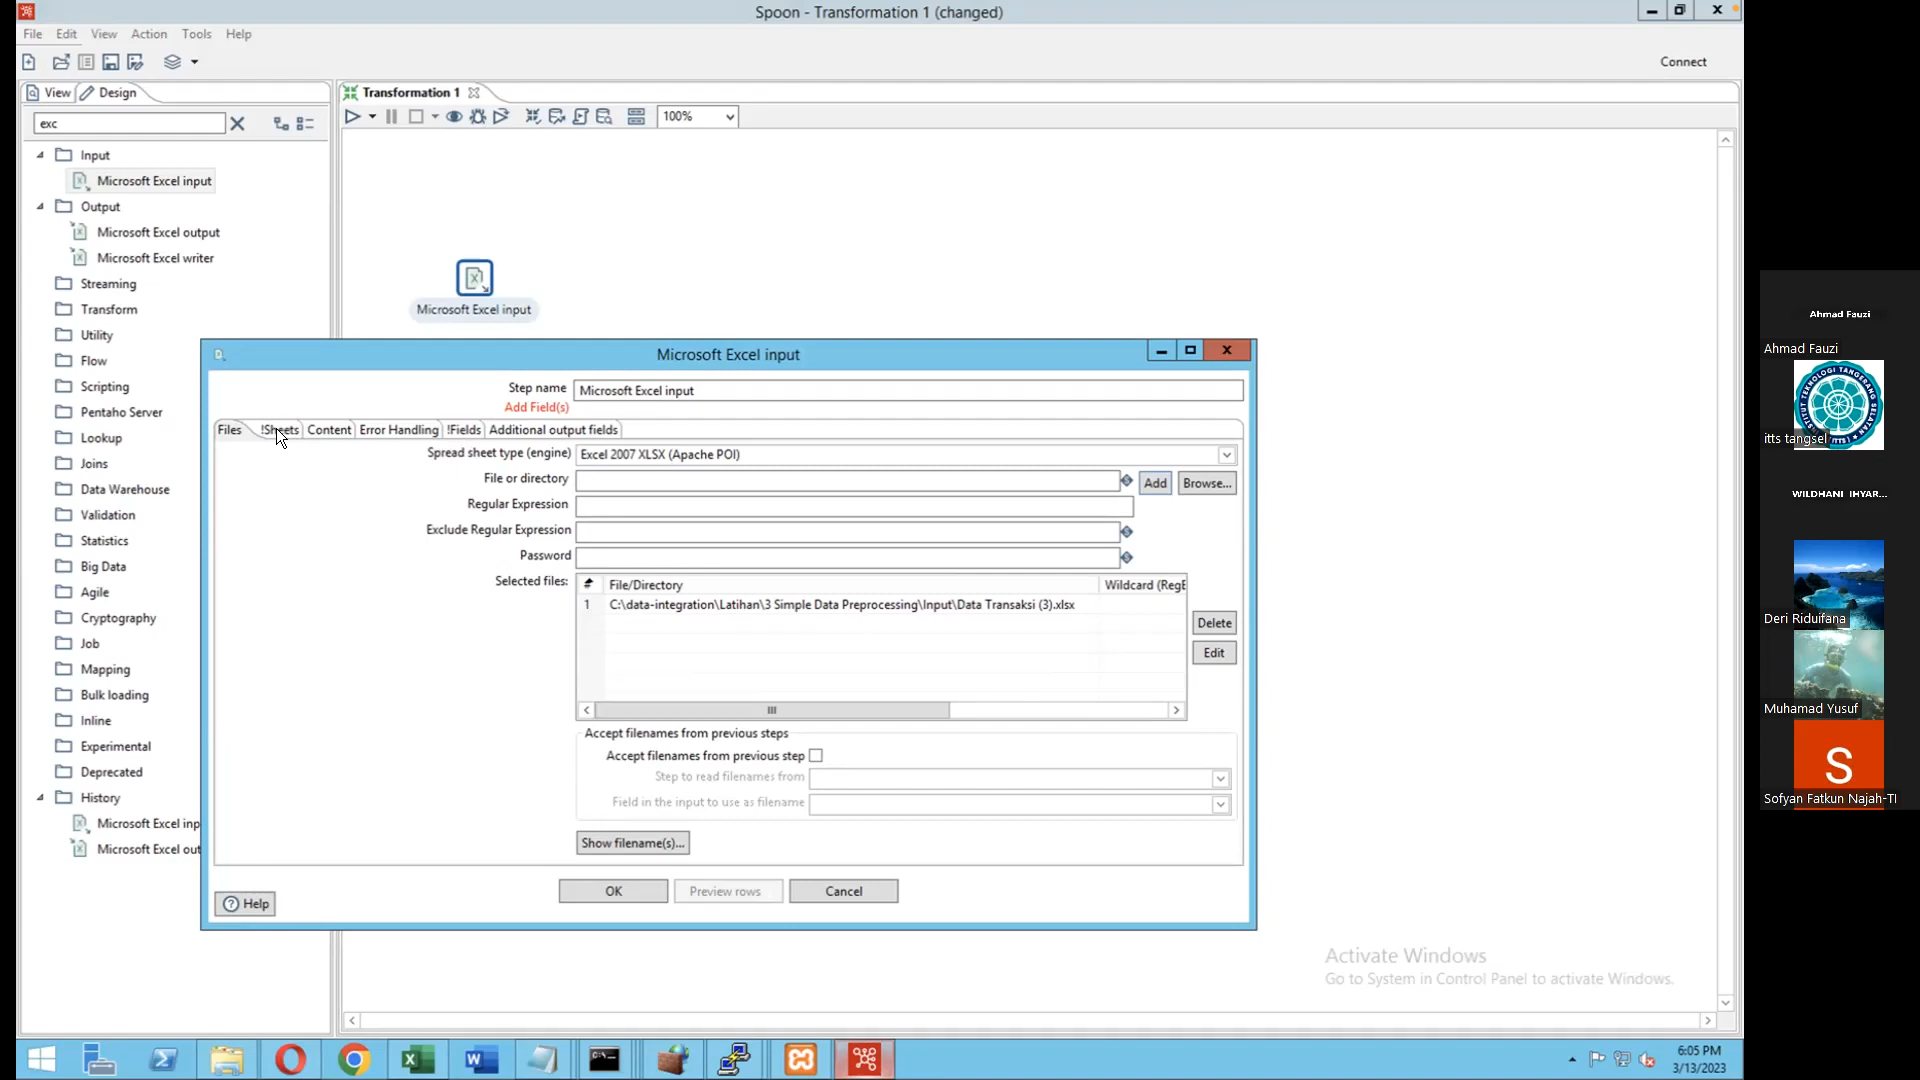 Spoon - Transformation 1 (changed)
File Edit View Action Tools Help
Connect
View Design
Transformation 1
exc
100%
Input
Microsoft Excel input
Output
Microsoft Excel output
Microsoft Excel writer
Streaming
Transform
Utility
Flow
Scripting
Pentaho Server
Lookup
Joins
Data Warehouse
Validation
Statistics
Big Data
Agile
Cryptography
Job
Mapping
Bulk loading
Inline
Experimental
Deprecated
History
Microsoft Excel inp
Microsoft Excel out
Microsoft Excel input
Microsoft Excel input
Step name Microsoft Excel input
Add Field(s)
Files !Sheets Content Error Handling !Fields Additional output fields
Spread sheet type (engine) Excel 2007 XLSX (Apache POI)
File or directory Add Browse...
Regular Expression
Exclude Regular Expression
Password
Selected files: # File/Directory Wildcard (RegE
1 C:\data-integration\Latihan\3 Simple Data Preprocessing\Input\Data Transaksi (3).xlsx
Delete
Edit
Accept filenames from previous steps
Accept filenames from previous step
Step to read filenames from
Field in the input to use as filename
Show filename(s)...
OK Preview rows Cancel
Help
Activate Windows
Go to System in Control Panel to activate Windows.
6:05 PM
3/13/2023
Ahmad Fauzi
Ahmad Fauzi
INSTITUT TEKNOLOGI TANGERANG SELATAN
itts tangsel
WILDHANI IHYAR...
Deri Riduifana
Muhamad Yusuf
S
Sofyan Fatkun Najah-TI